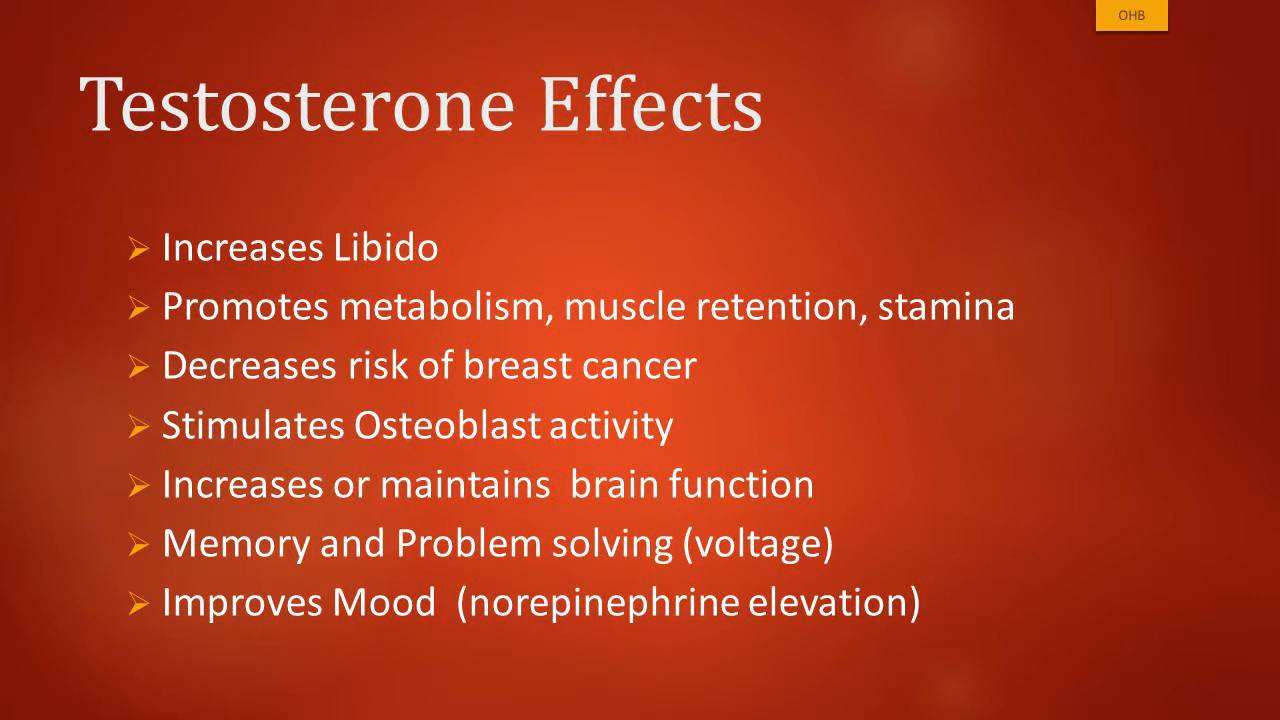 OHB
Testosterone Effects
Increases Libido
Promotes metabolism, muscle retention, stamina
Decreases risk of breast cancer
Stimulates Osteoblast activity
Increases or maintains  brain function
Memory and Problem solving (voltage)
Improves Mood  (norepinephrine elevation)